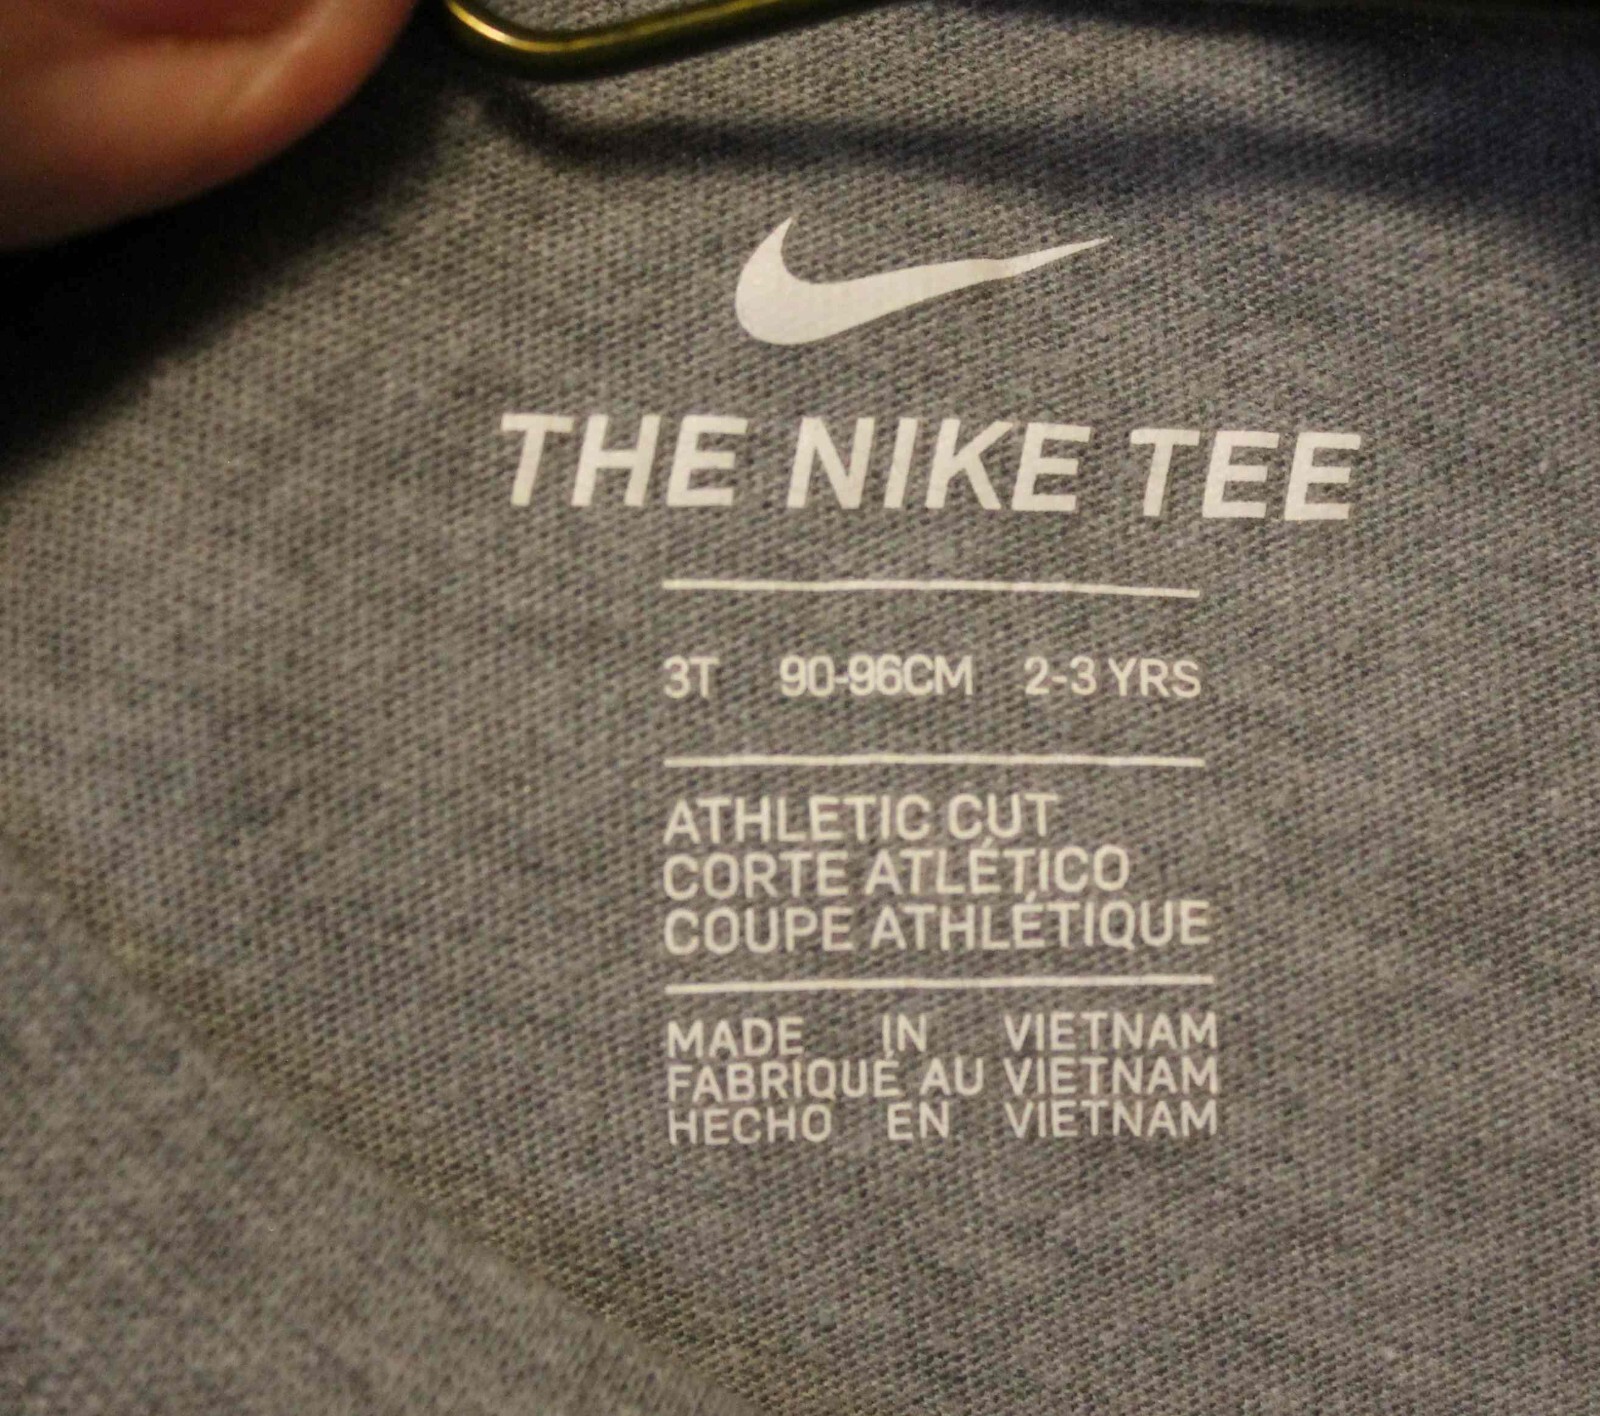 THE NIKE TEE
3T 90-96CM 2-3 YRS
ATHLETIC CUT
CORTE ATLÉTICO
COUPE ATHLÉTIQUE
MADE IN VIETNAM
FABRIQUÉ AU VIETNAM
HECHO EN VIETNAM